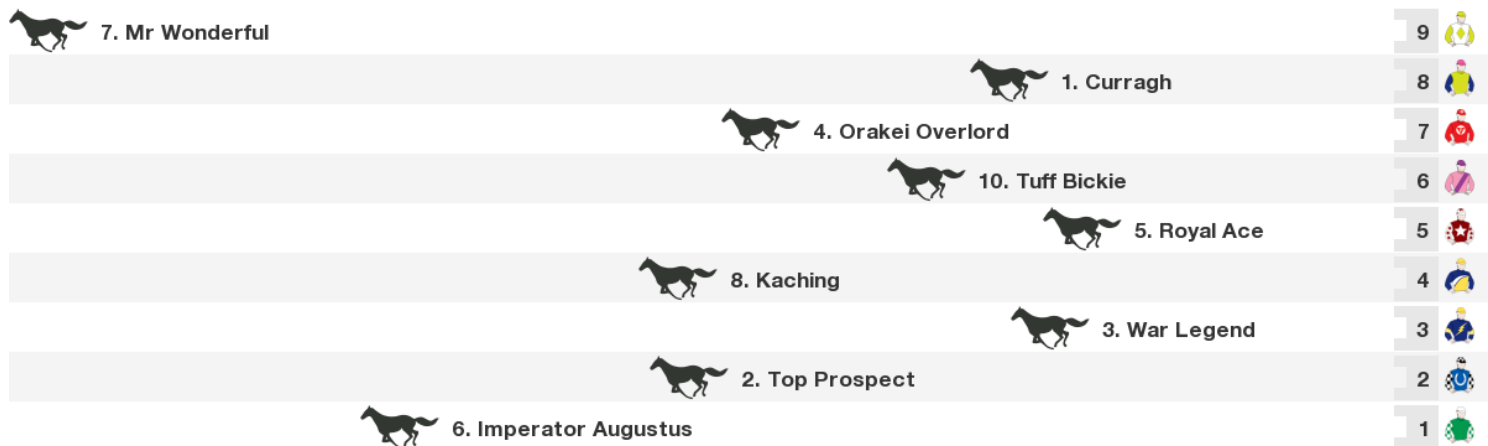 7. Mr Wonderful 9
1. Curragh 8
4. Orakei Overlord 7
10. Tuff Bickie 6
5. Royal Ace 5
8. Kaching 4
3. War Legend 3
2. Top Prospect 2
6. Imperator Augustus 1